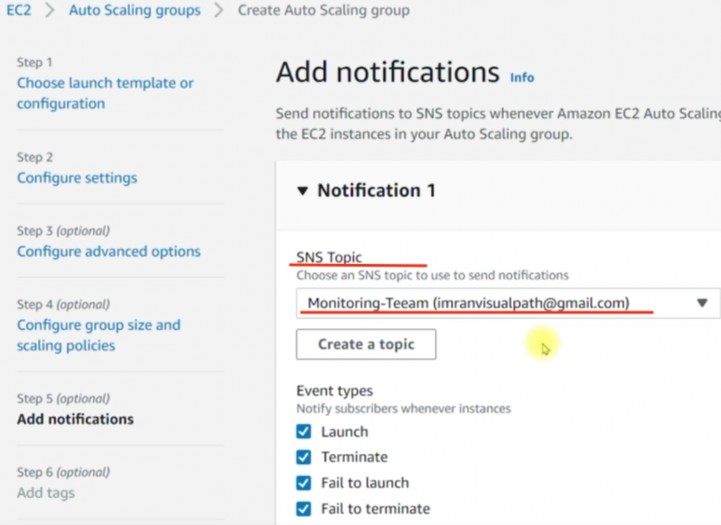 EC2 > Auto Scaling groups > Create Auto Scaling group
Step 1
Choose launch template or
configuration
Step 2
Configure settings
Step 3 (optional)
Configure advanced options
Step 4 (optional)
Configure group size and
scaling policies
Step 5 (optional)
Add notifications
Step 6 (optional)
Add tags
Add notifications Info
Send notifications to SNS topics whenever Amazon EC2 Auto Scaling
the EC2 instances in your Auto Scaling group.
Notification 1
SNS Topic
Choose an SNS topic to use to send notifications
Monitoring-Teeam (imranvisualpath@gmail.com)
Create a topic
Event types
Notify subscribers whenever instances
Launch
Terminate
Fail to launch
Fail to terminate